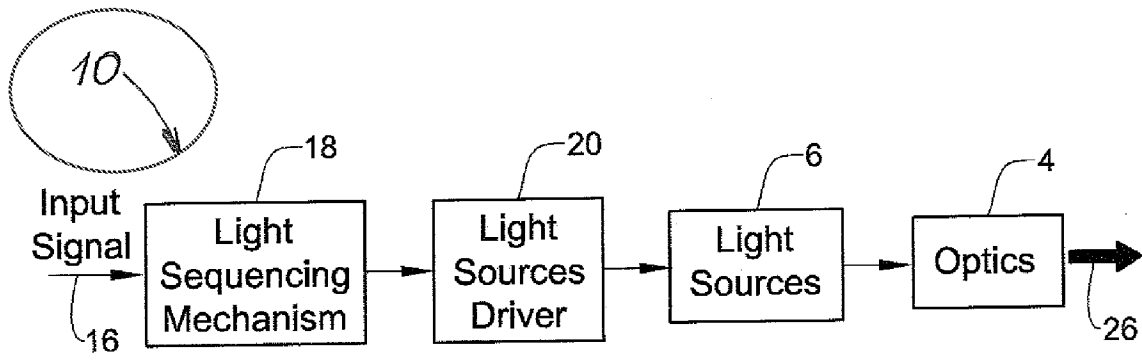 10
18
20
6
4
Input
Signal
Light
Sequencing
Mechanism
Light
Sources
Driver
Light
Sources
Optics
16
26